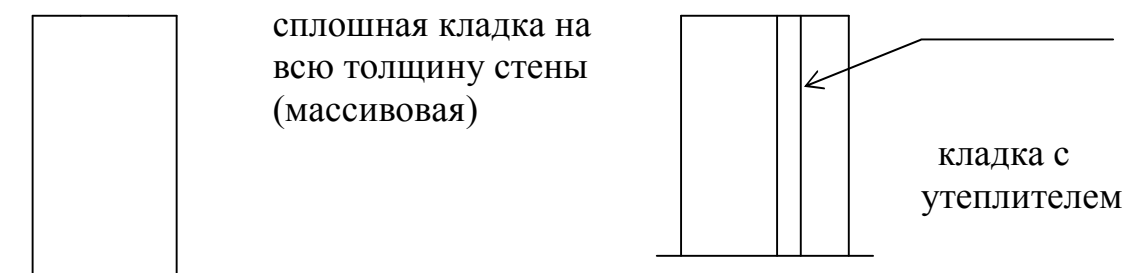 сплошная кладка на
всю толщину стены
(массивовая)
кладка с
утеплителем